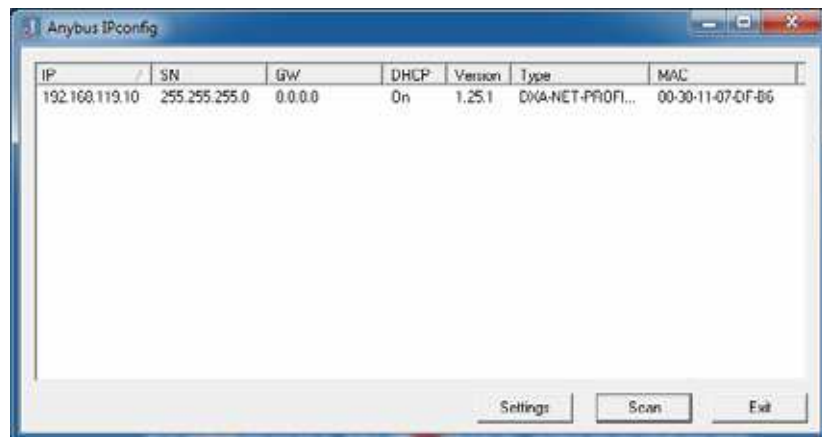 Anybus IPconfig
IP SN GW DHCP Version Type MAC
192.168.119.10 255.255.255.0 0.0.0.0 On 1.25.1 DXA-NET-PROFI... 00-30-11-07-DF-B6
Settings Scan Exit